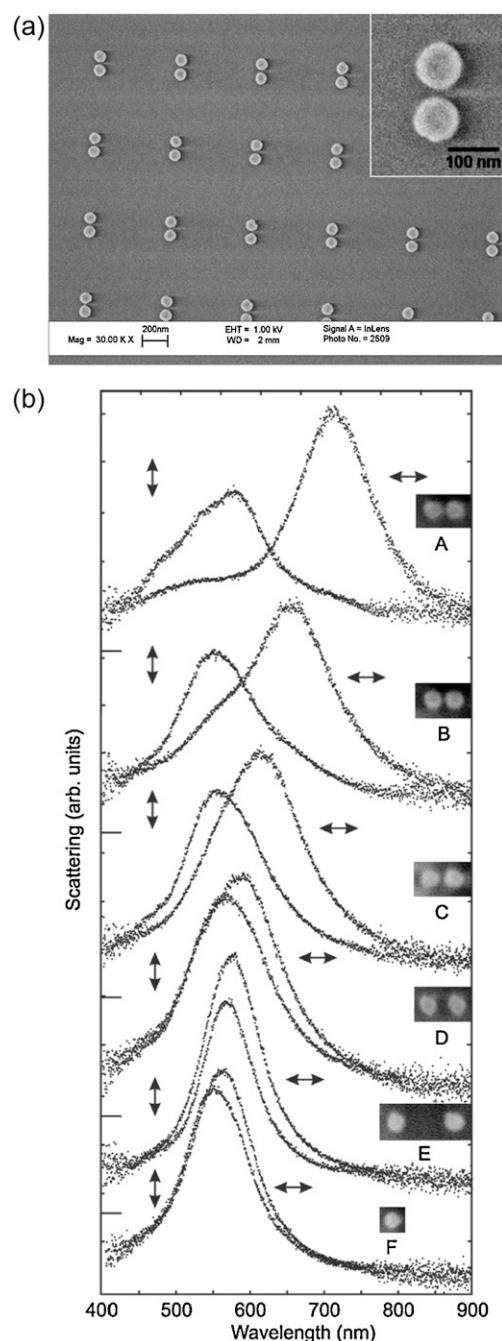 (a)
100 nm
Mag = 30.00 K X
200nm
EHT = 1.00 kV
WD = 2 mm
Signal A = InLens
Photo No. = 2509
(b)
Scattering (arb. units)
A
B
C
D
E
F
400 500 600 700 800 900
Wavelength (nm)